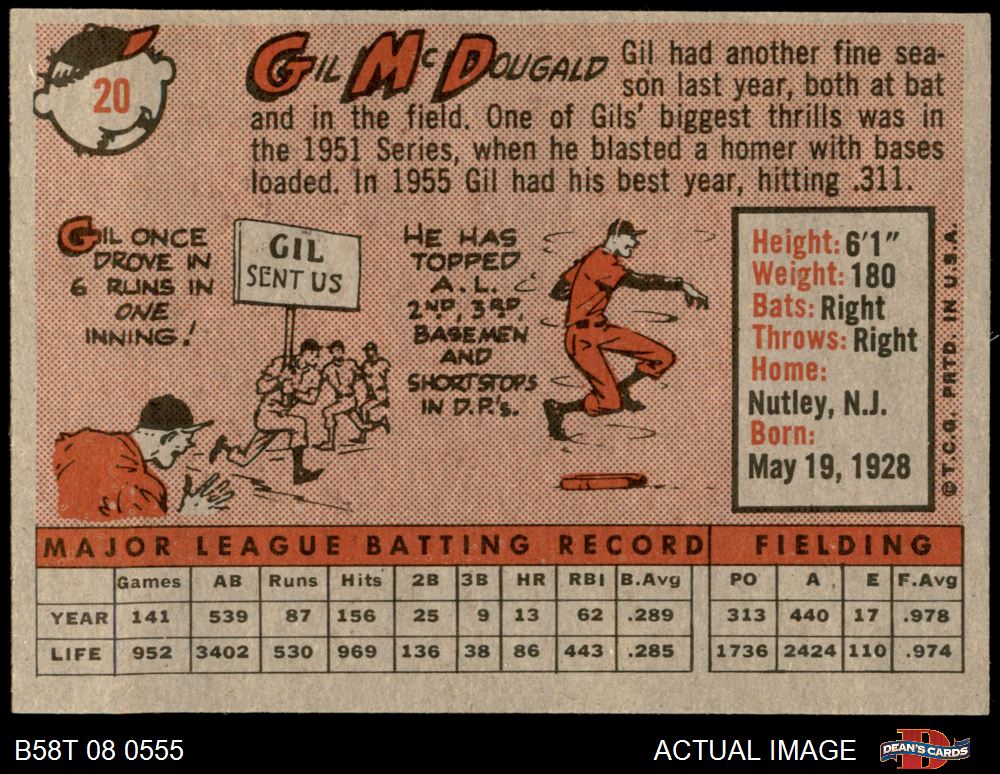 20
GIL McDOUGALD
Gil had another fine sea-
son last year, both at bat
and in the field. One of Gils' biggest thrills was in
the 1951 Series, when he blasted a homer with bases
loaded. In 1955 Gil had his best year, hitting .311.
GIL ONCE
DROVE IN
6 RUNS IN
ONE
INNING!
GIL
SENT US
HE HAS
TOPPED
A.L.
2ND, 3RD,
BASEMEN
AND
SHORTSTOPS
IN D.P.'s.
Height: 6'1"
Weight: 180
Bats: Right
Throws: Right
Home:
Nutley, N.J.
Born:
May 19, 1928
© T.C.G. PRTD. IN U.S.A.
MAJOR LEAGUE BATTING RECORD FIELDING
Games AB Runs Hits 2B 3B HR RBI B.Avg PO A E F.Avg
YEAR 141 539 87 156 25 9 13 62 .289 313 440 17 .978
LIFE 952 3402 530 969 136 38 86 443 .285 1736 2424 110 .974
B58T 08 0555 ACTUAL IMAGE DEAN'S CARDS